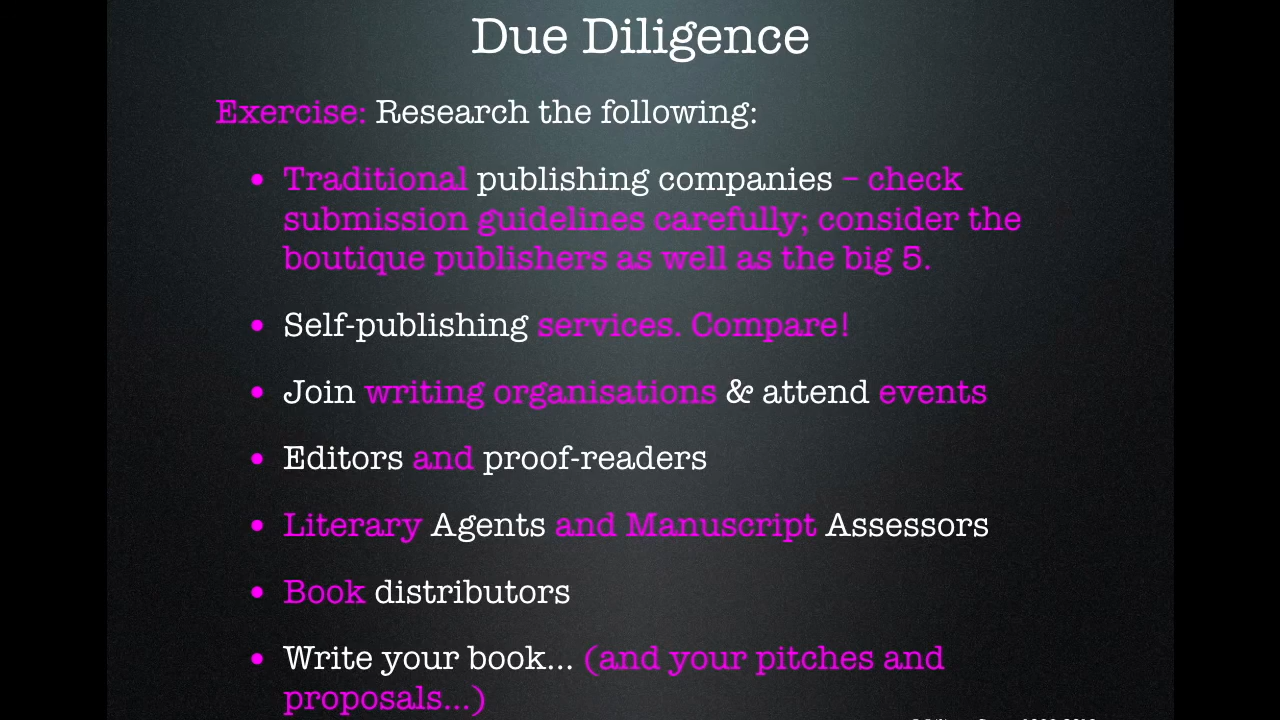 Due Diligence
Exercise: Research the following:
• Traditional publishing companies – check
submission guidelines carefully; consider the
boutique publishers as well as the big 5.
• Self-publishing services. Compare!
• Join writing organisations & attend events
• Editors and proof-readers
• Literary Agents and Manuscript Assessors
• Book distributors
• Write your book... (and your pitches and
proposals...)